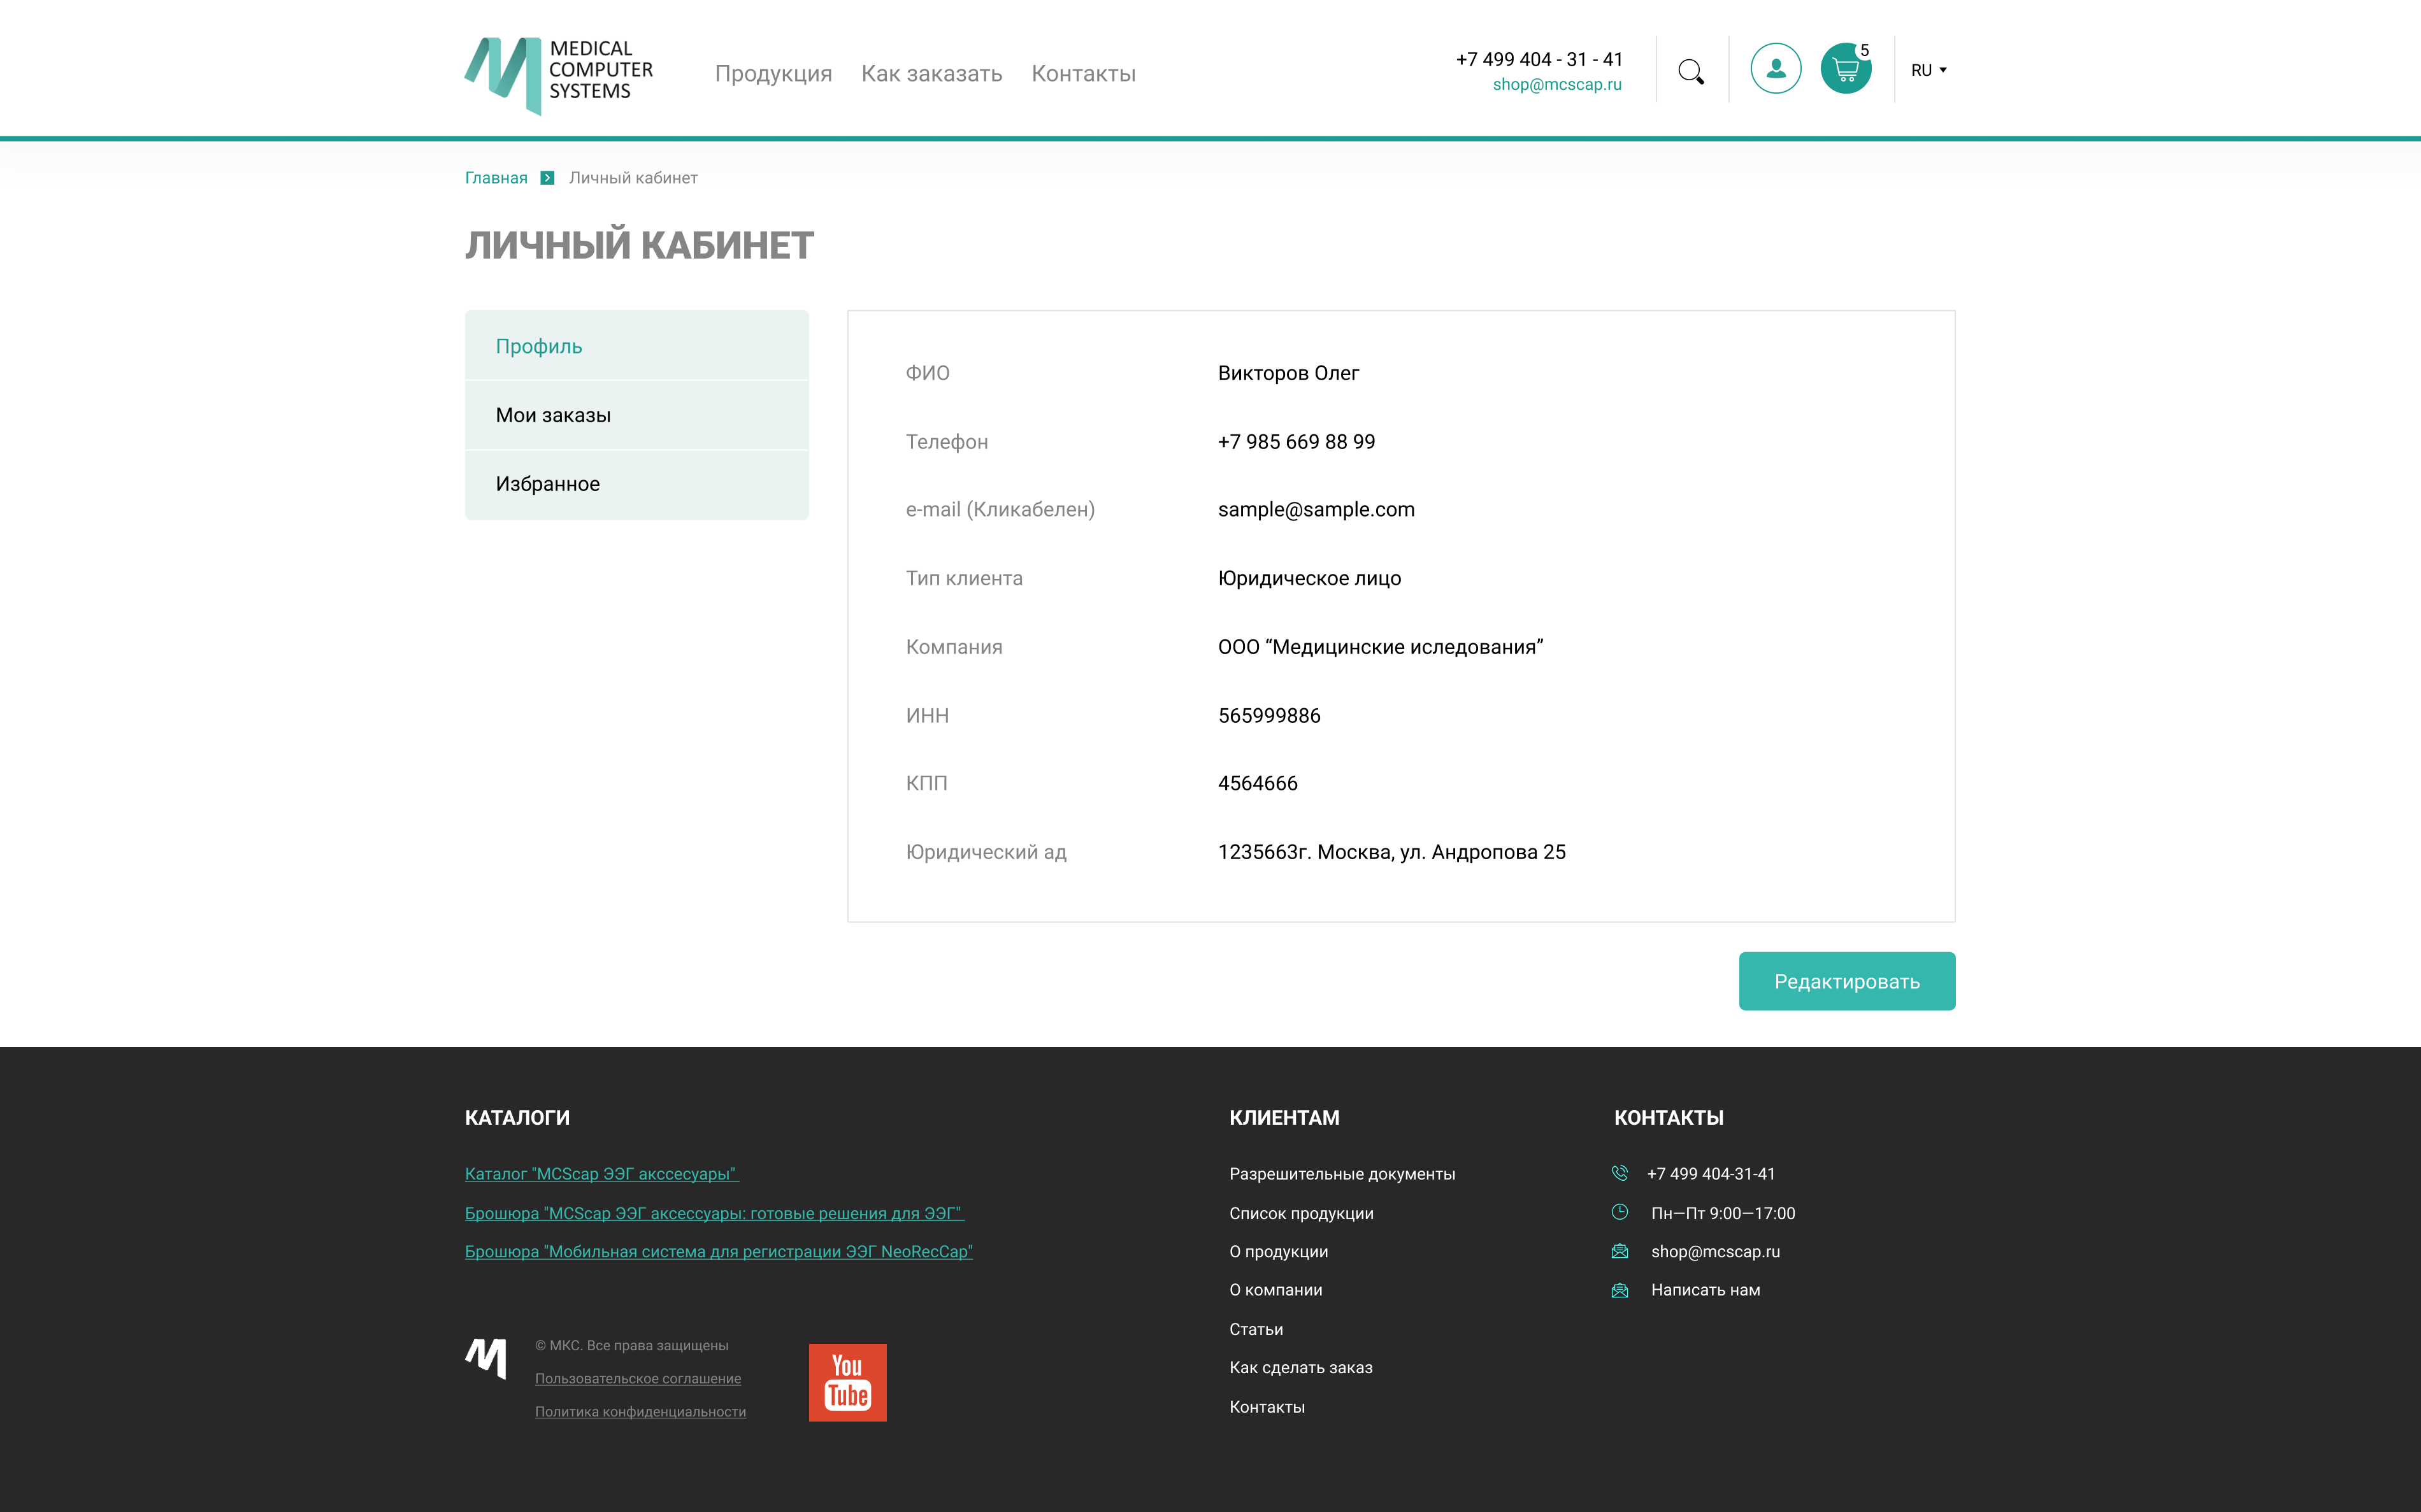 MEDICAL
COMPUTER
SYSTEMS
Продукция Как заказать Контакты
+7 499 404 - 31 - 41
shop@mcscap.ru
5
RU
Главная Личный кабинет
ЛИЧНЫЙ КАБИНЕТ
Профиль
Мои заказы
Избранное
ФИО Викторов Олег
Телефон +7 985 669 88 99
e-mail (Кликабелен) sample@sample.com
Тип клиента Юридическое лицо
Компания ООО “Медицинские иследования”
ИНН 565999886
КПП 4564666
Юридический ад 1235663г. Москва, ул. Андропова 25
Редактировать
КАТАЛОГИ
Каталог "MCScap ЭЭГ акссесуары"
Брошюра "MCScap ЭЭГ аксессуары: готовые решения для ЭЭГ"
Брошюра "Мобильная система для регистрации ЭЭГ NeoRecCap"
© МКС. Все права защищены
Пользовательское соглашение
Политика конфиденциальности
You
Tube
КЛИЕНТАМ
Разрешительные документы
Список продукции
О продукции
О компании
Статьи
Как сделать заказ
Контакты
КОНТАКТЫ
+7 499 404-31-41
Пн—Пт 9:00—17:00
shop@mcscap.ru
Написать нам